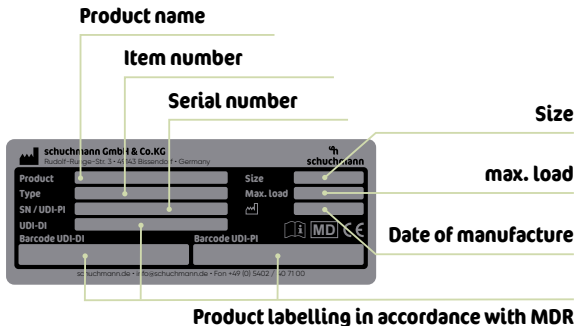 Product name
Item number
Serial number
Size
max. load
Date of manufacture
schuchmann GmbH & Co.KG
Rudolf-Runge-Str. 3 • 49143 Bissendorf • Germany
schuchmann
Product
Size
Type
Max. load
SN / UDI-PI
UDI-DI
MD CE
Barcode UDI-DI
Barcode UDI-PI
schuchmann.de • info@schuchmann.de • Fon +49 (0) 5402 / 40 71 00
Product labelling in accordance with MDR